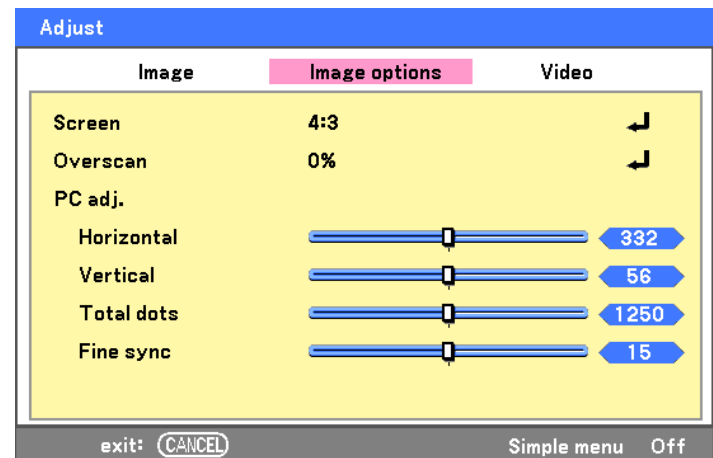 Adjust
Image Image options Video
Screen 4:3
Overscan 0%
PC adj.
Horizontal 332
Vertical 56
Total dots 1250
Fine sync 15
exit: CANCEL Simple menu Off